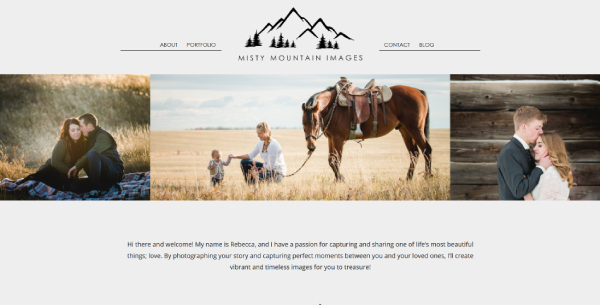 ABOUT PORTFOLIO
MISTY MOUNTAIN IMAGES
CONTACT BLOG
Hi there and welcome! My name is Rebecca, and I have a passion for capturing and sharing one of life's most beautiful
things; love. By photographing your story and capturing perfect moments between you and your loved ones, I'll create
vibrant and timeless images for you to treasure!